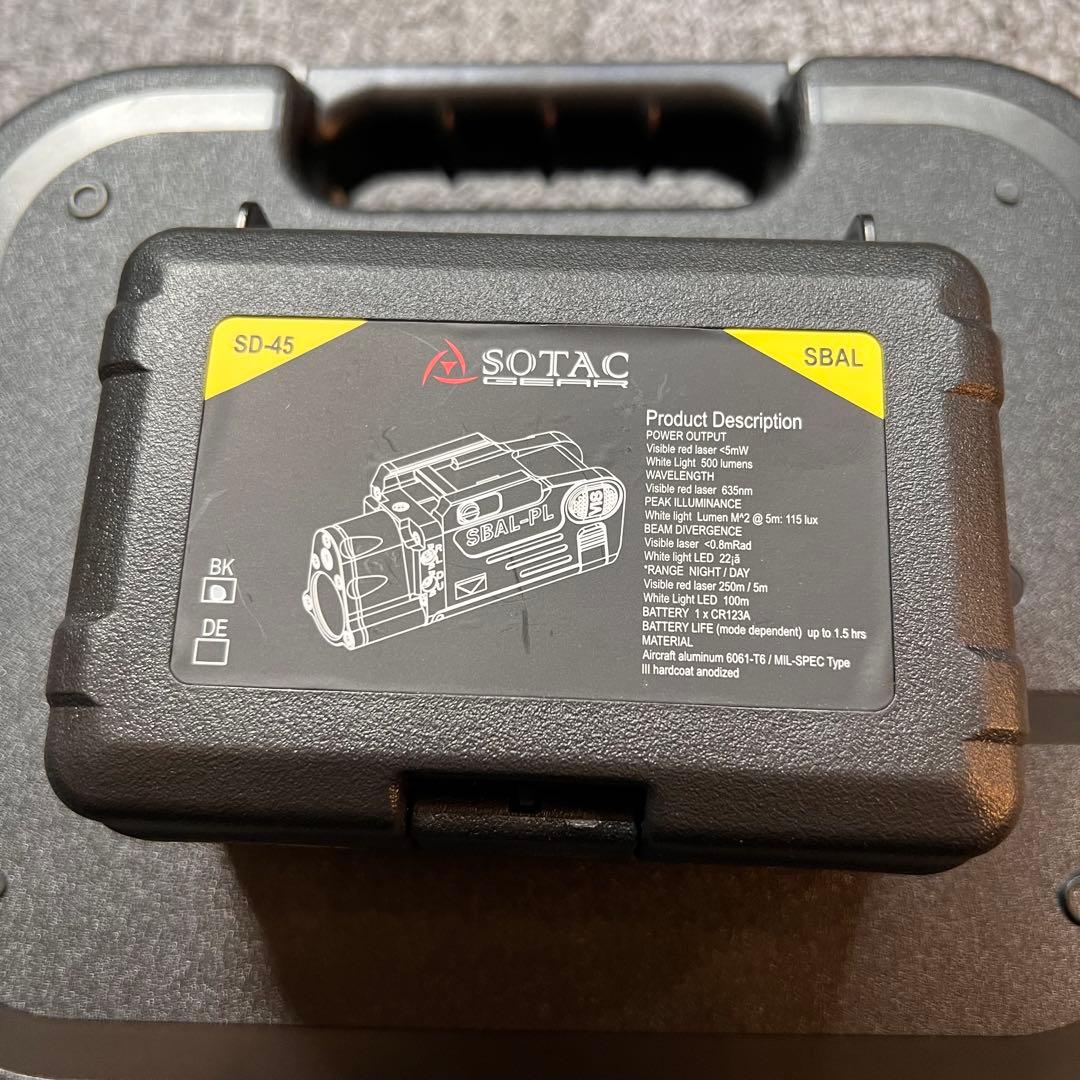 SD-45
SOTAC
GEAR
SBAL
Product Description
POWER OUTPUT
Visible red laser <5mW
White Light 500 lumens
WAVELENGTH
Visible red laser 635nm
PEAK ILLUMINANCE
White light Lumen M^2 @ 5m: 115 lux
BEAM DIVERGENCE
Visible laser <0.8mRad
White light LED 22¡ã
*RANGE NIGHT / DAY
Visible red laser 250m / 5m
White Light LED 100m
BATTERY 1 x CR123A
BATTERY LIFE (mode dependent) up to 1.5 hrs
MATERIAL
Aircraft aluminum 6061-T6 / MIL-SPEC Type
III hardcoat anodized
SBAL-PL
VIS
BK
DE